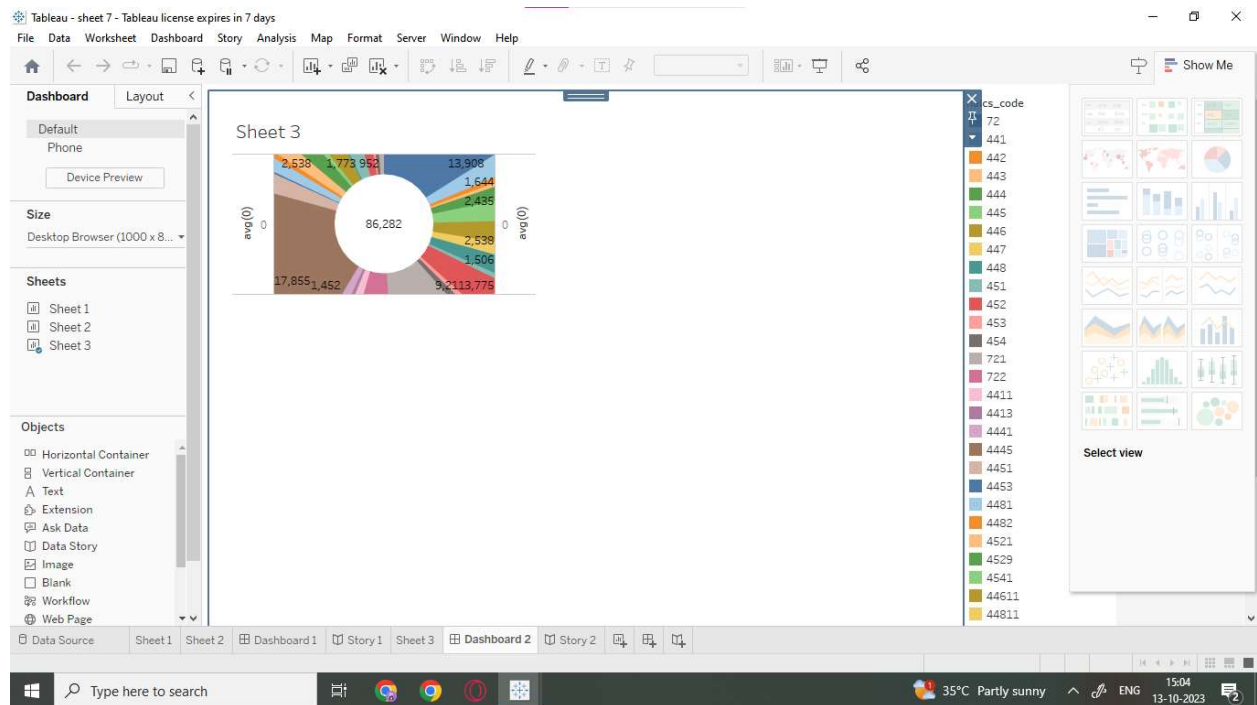 Tableau - sheet 7 - Tableau license expires in 7 days
File Data Worksheet Dashboard Story Analysis Map Format Server Window Help
Show Me
Dashboard Layout
Default
Phone
Device Preview
Size
Desktop Browser (1000 x 8...
Sheets
Sheet 1
Sheet 2
Sheet 3
Objects
Horizontal Container
Vertical Container
Text
Extension
Ask Data
Data Story
Image
Blank
Workflow
Web Page
Sheet 3
2,538 1,773 952 13,908
1,644
2,435
avg(0) 0 86,282 0 avg(0)
2,538
1,506
17,855 1,452 9,211 3,775
cs_code
72
441
442
443
444
445
446
447
448
451
452
453
454
721
722
4411
4413
4441
4445
4451
4453
4481
4482
4521
4529
4541
44611
44811
Select view
Data Source Sheet 1 Sheet 2 Dashboard 1 Story 1 Sheet 3 Dashboard 2 Story 2
Type here to search
1
35°C Partly sunny
ENG
15:04
13-10-2023
2